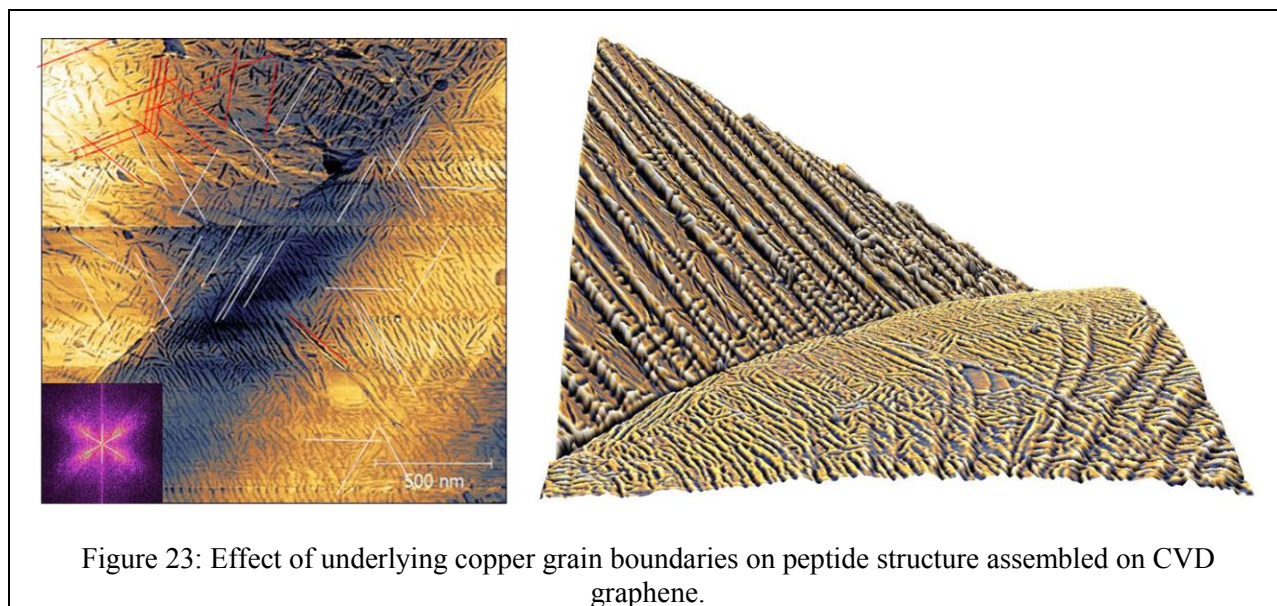 500 nm
Figure 23: Effect of underlying copper grain boundaries on peptide structure assembled on CVD
graphene.